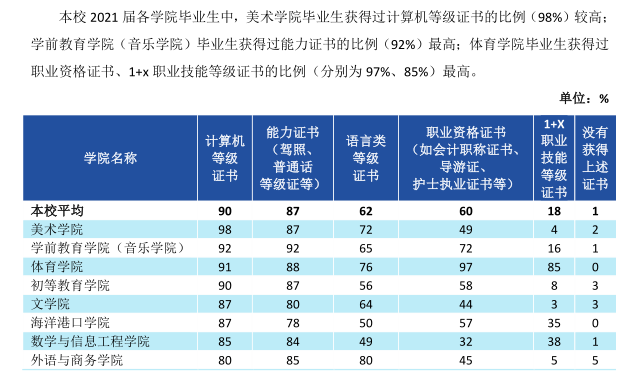 本校 2021 届各学院毕业生中，美术学院毕业生获得过计算机等级证书的比例（98%）较高；
学前教育学院（音乐学院）毕业生获得过能力证书的比例（92%）最高；体育学院毕业生获得过
职业资格证书、1+x 职业技能等级证书的比例（分别为 97%、85%）最高。
单位：%
学院名称 计算机等级证书 能力证书（驾照、普通话等级证等） 语言类等级证书 职业资格证书（如会计职称证书、导游证、护士执业证书等） 1+X职业技能等级证书 没有获得上述证书
本校平均 90 87 62 60 18 1
美术学院 98 87 72 49 4 2
学前教育学院（音乐学院） 92 92 65 72 16 1
体育学院 91 88 76 97 85 0
初等教育学院 90 87 56 58 8 3
文学院 87 80 64 44 3 3
海洋港口学院 87 78 50 57 35 0
数学与信息工程学院 85 84 49 32 38 1
外语与商务学院 80 85 80 45 5 5